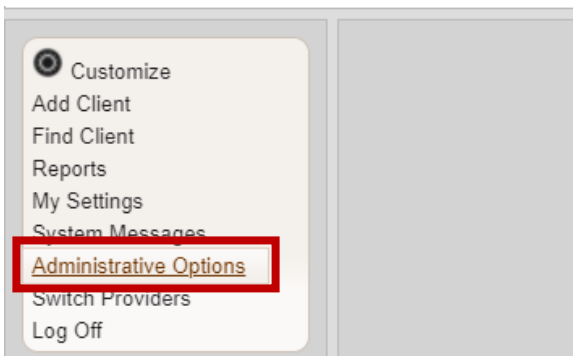 Customize
Add Client
Find Client
Reports
My Settings
System Messages
Administrative Options
Switch Providers
Log Off